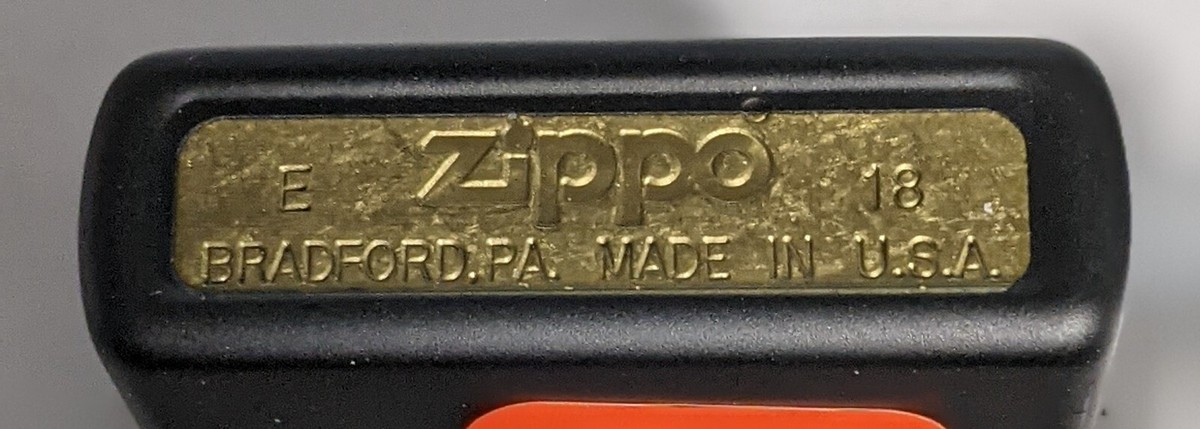 E zippo 18
BRADFORD,PA. MADE IN U.S.A.